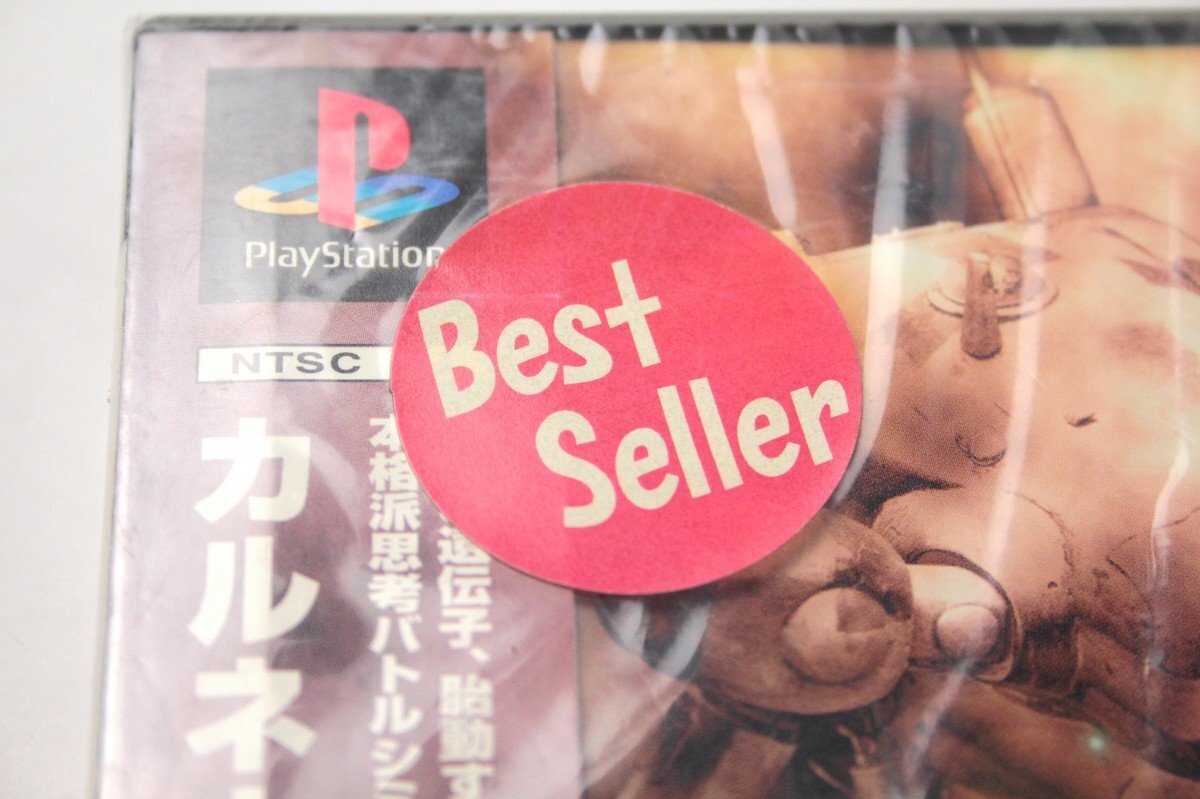 PlayStation
NTSC
Best
Seller
カルネ
遺伝子、胎動す
本格派思考バトルシミ